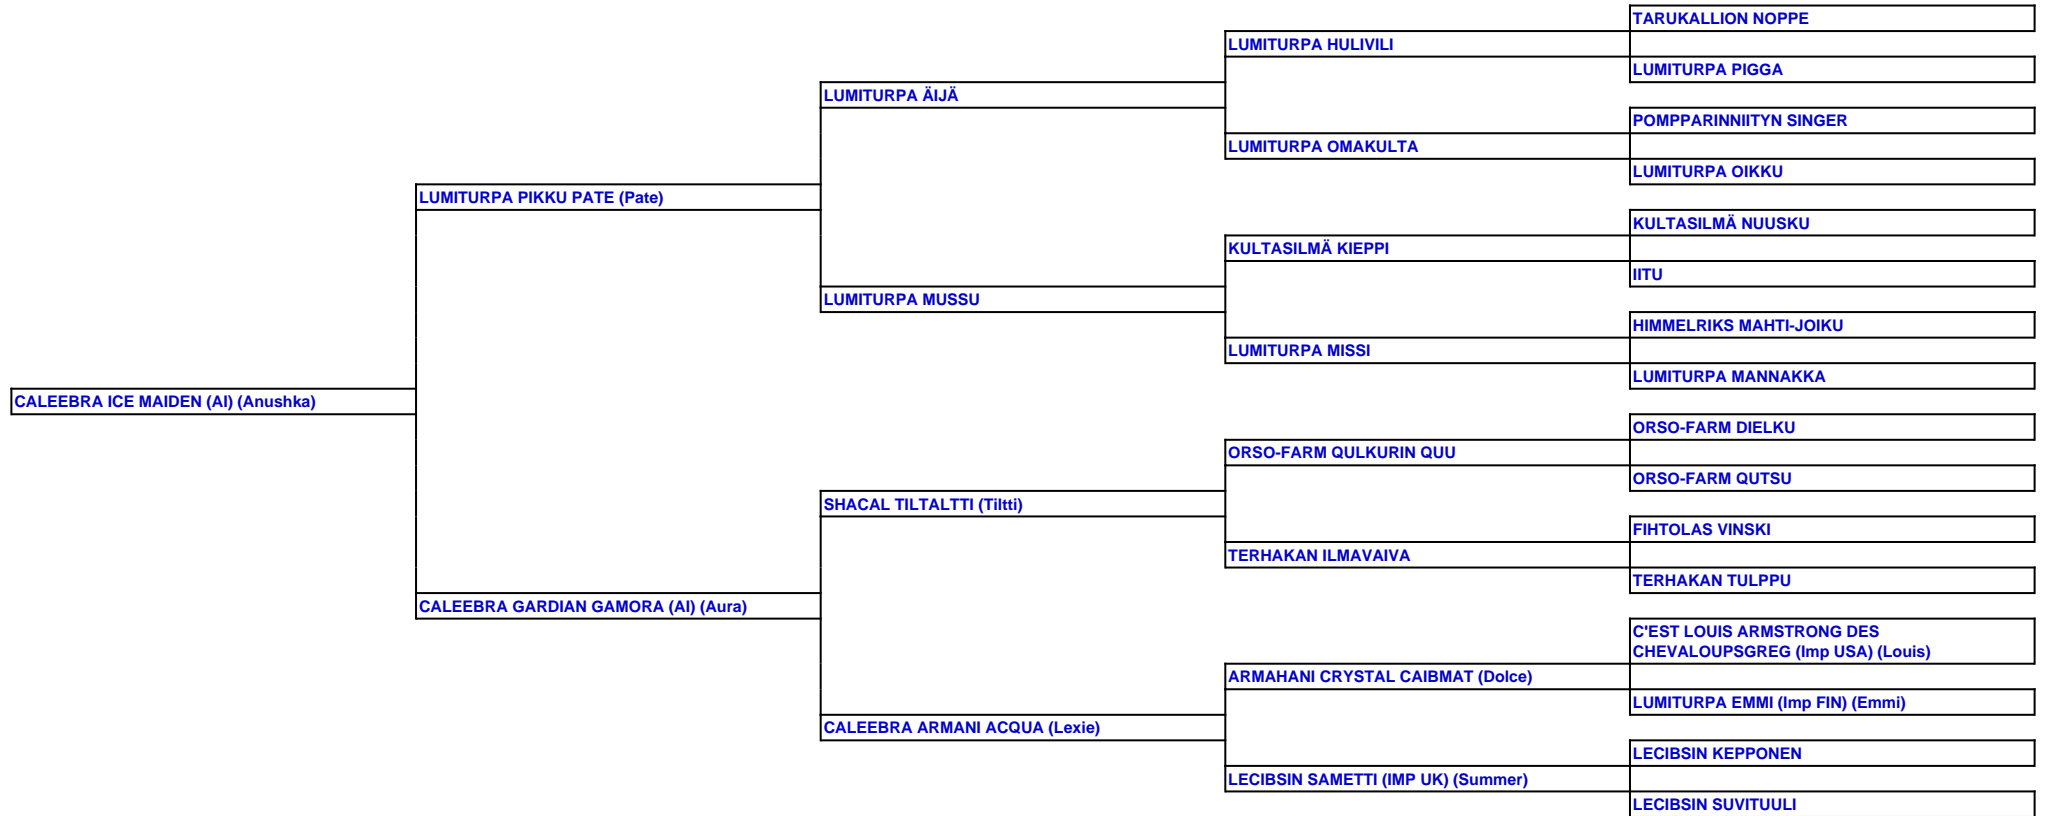 TARUKALLION NOPPE
LUMITURPA HULIVILI
LUMITURPA PIGGA
LUMITURPA ÄIJÄ
POMPPARINNIITYN SINGER
LUMITURPA OMAKULTA
LUMITURPA OIKKU
LUMITURPA PIKKU PATE (Pate)
KULTASILMÄ NUUSKU
KULTASILMÄ KIEPPI
IITU
LUMITURPA MUSSU
HIMMELRIKS MAHTI-JOIKU
LUMITURPA MISSI
LUMITURPA MANNAKKA
CALEEBRA ICE MAIDEN (AI) (Anushka)
ORSO-FARM DIELKU
ORSO-FARM QULKURIN QUU
ORSO-FARM QUTSU
SHACAL TILTALTTI (Tiltti)
FIHTOLAS VINSKI
TERHAKAN ILMAVAIVA
TERHAKAN TULPPU
CALEEBRA GARDIAN GAMORA (AI) (Aura)
C'EST LOUIS ARMSTRONG DES
CHEVALOUPSGREG (Imp USA) (Louis)
ARMAHANI CRYSTAL CAIBMAT (Dolce)
LUMITURPA EMMI (Imp FIN) (Emmi)
CALEEBRA ARMANI ACQUA (Lexie)
LECIBSIN KEPPONEN
LECIBSIN SAMETTI (IMP UK) (Summer)
LECIBSIN SUVITUULI